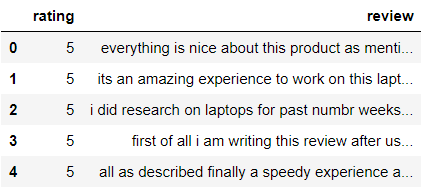 rating review
0 5 everything is nice about this product as menti...
1 5 its an amazing experience to work on this lapt...
2 5 i did research on laptops for past numbr weeks...
3 5 first of all i am writing this review after us...
4 5 all as described finally a speedy experience a...